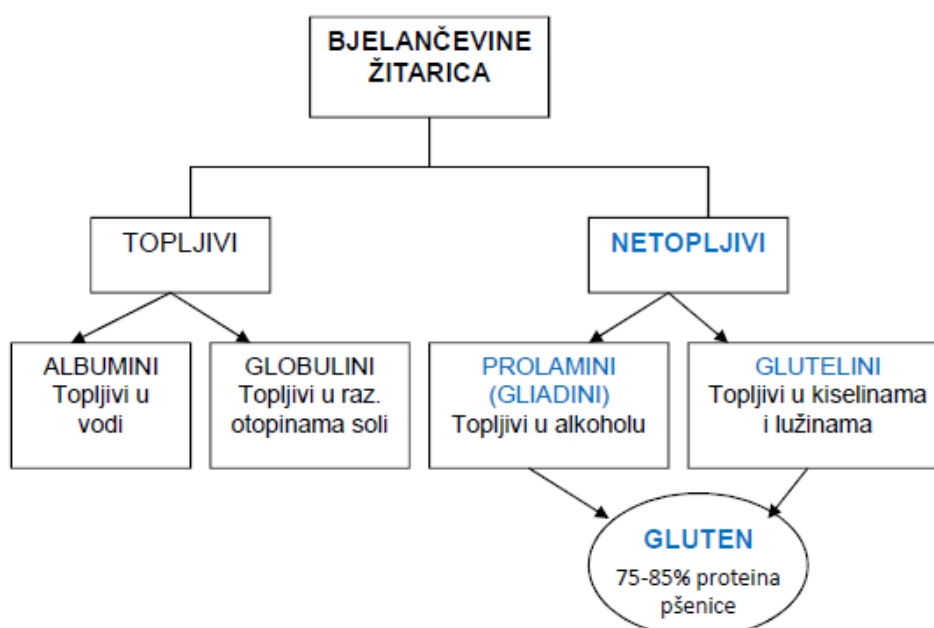 BJELANČEVINE
ŽITARICA
TOPLJIVI
NETOPLJIVI
ALBUMINI
Topljivi u
vodi
GLOBULINI
Topljivi u raz.
otopinama soli
PROLAMINI
(GLIADINI)
Topljivi u alkoholu
GLUTELINI
Topljivi u kiselinama
i lužinama
GLUTEN
75-85% proteina
pšenice